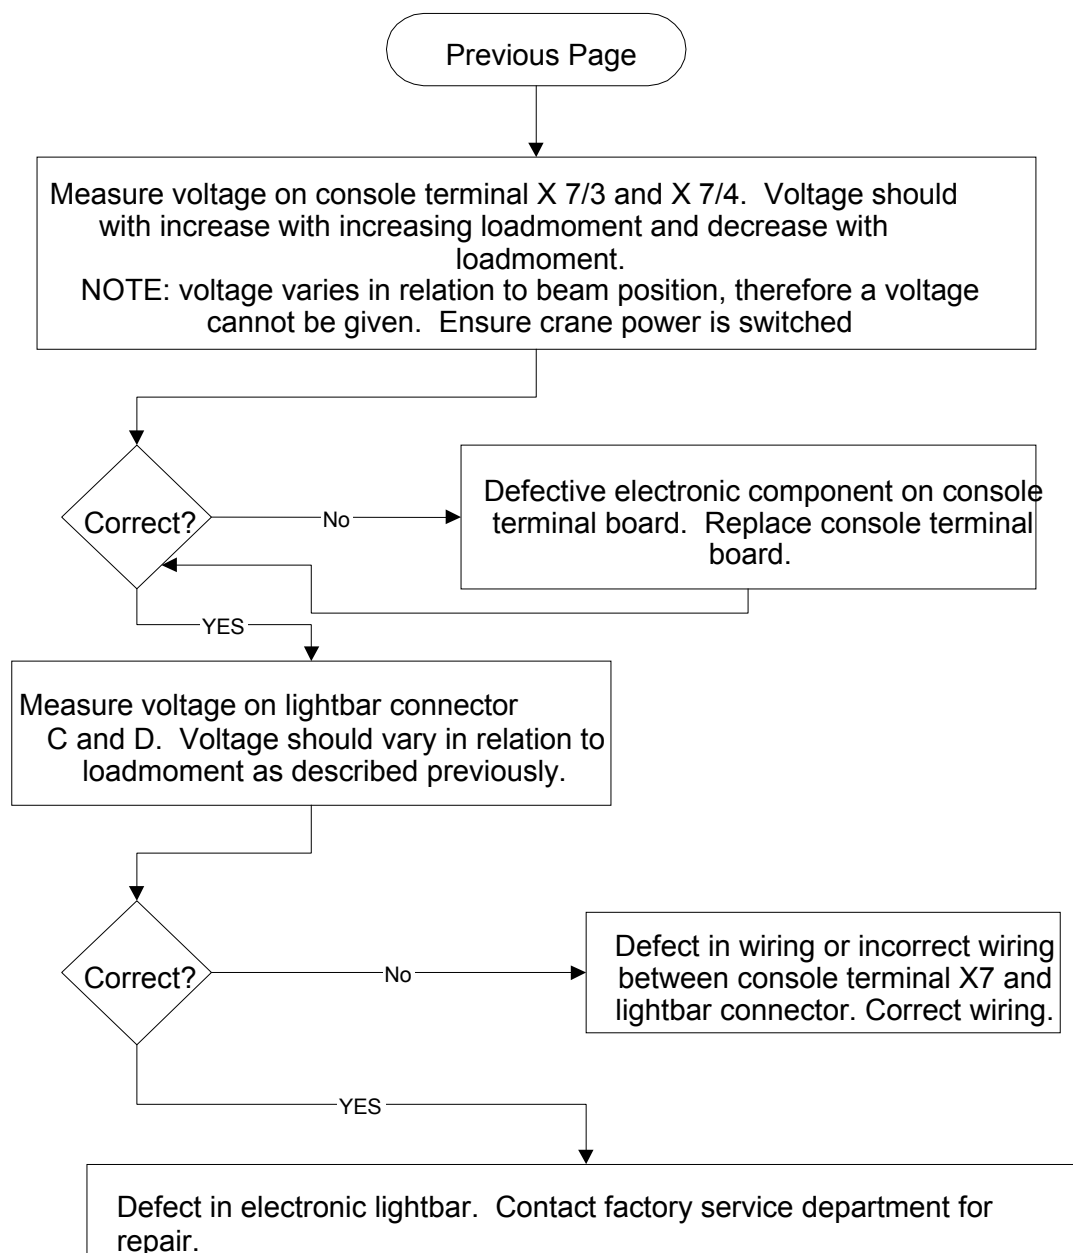 Previous Page
Measure voltage on console terminal X 7/3 and X 7/4.  Voltage should
with increase with increasing loadmoment and decrease with
loadmoment.
NOTE: voltage varies in relation to beam position, therefore a voltage
cannot be given.  Ensure crane power is switched
Correct?
No
Defective electronic component on console
terminal board.  Replace console terminal
board.
YES
Measure voltage on lightbar connector
C and D.  Voltage should vary in relation to
loadmoment as described previously.
Correct?
No
Defect in wiring or incorrect wiring
between console terminal X7 and
lightbar connector. Correct wiring.
YES
Defect in electronic lightbar.  Contact factory service department for
repair.